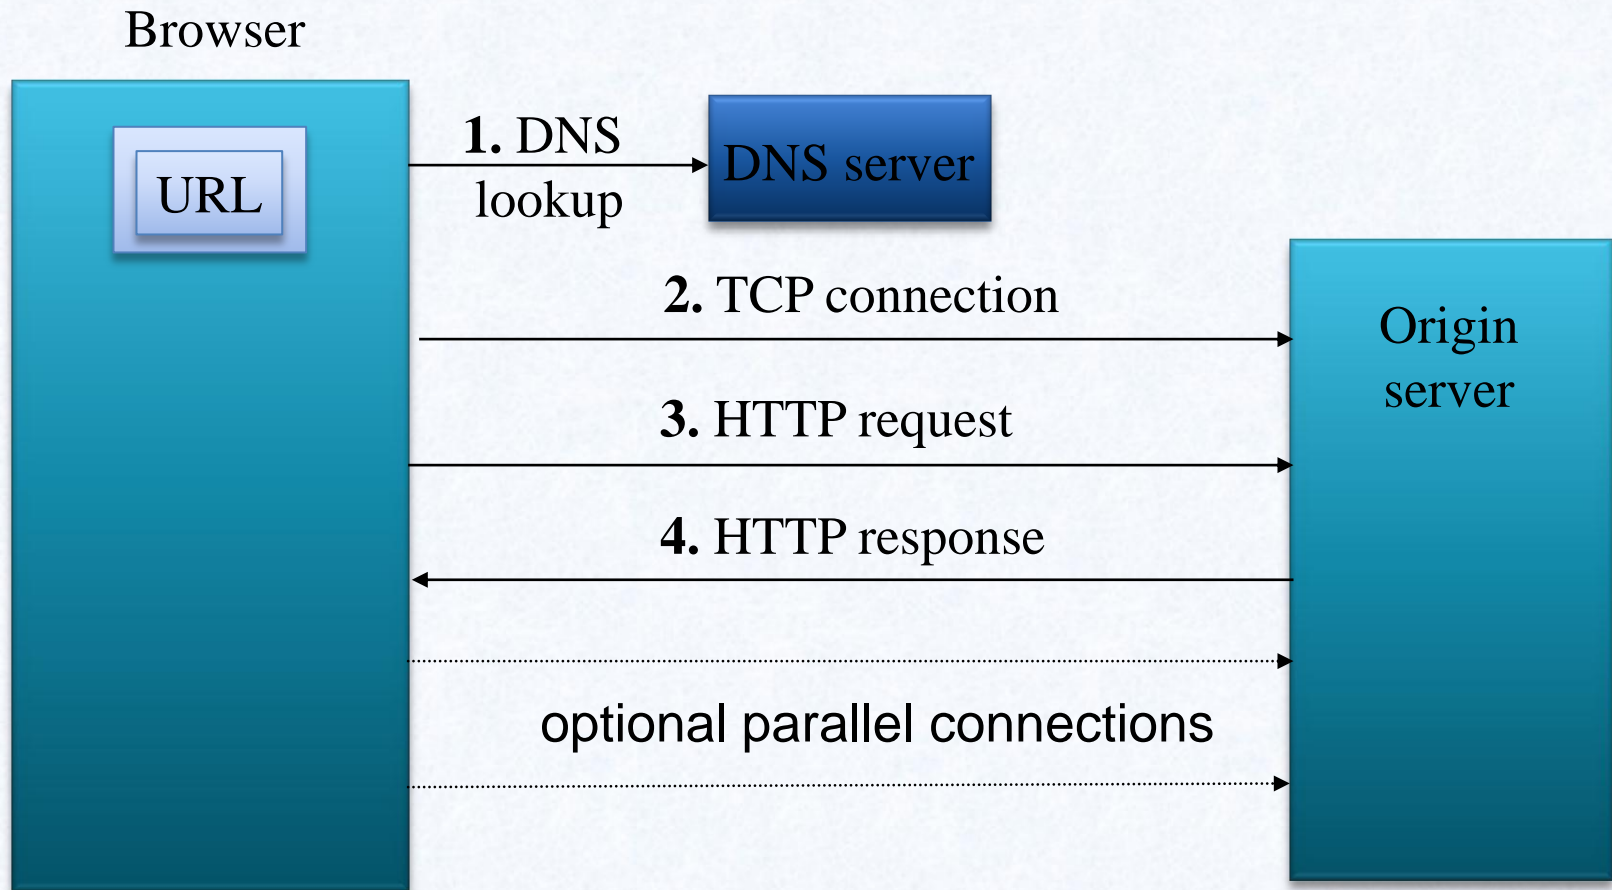 Browser
URL
1. DNS
lookup
DNS server
2. TCP connection
Origin
server
3. HTTP request
4. HTTP response
optional parallel connections